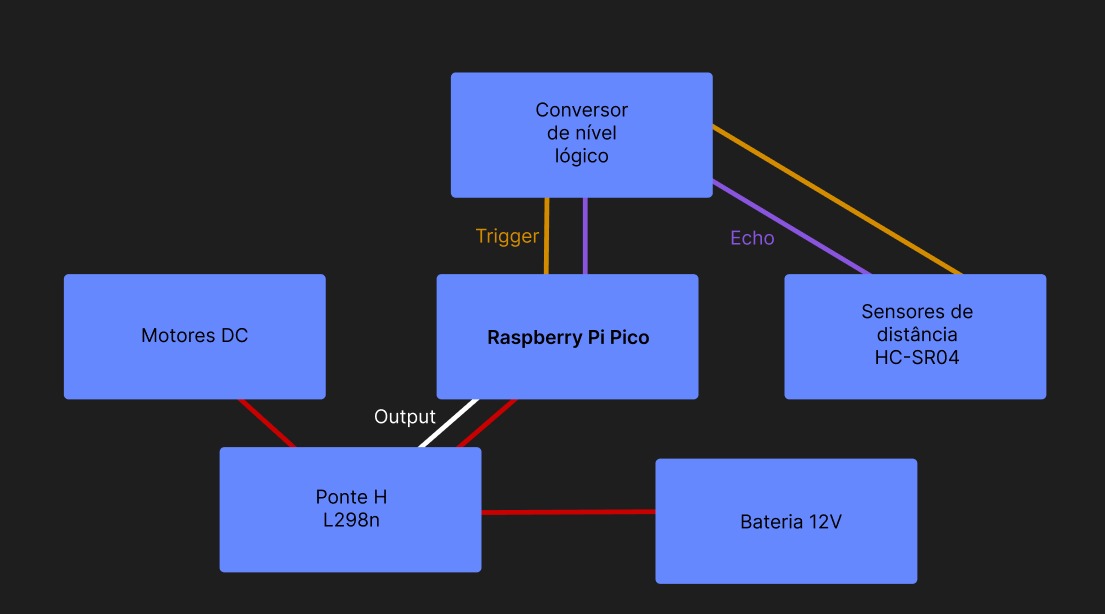 Conversor
de nível
lógico
Trigger
Echo
Motores DC
Raspberry Pi Pico
Sensores de
distância
HC-SR04
Output
Ponte H
L298n
Bateria 12V